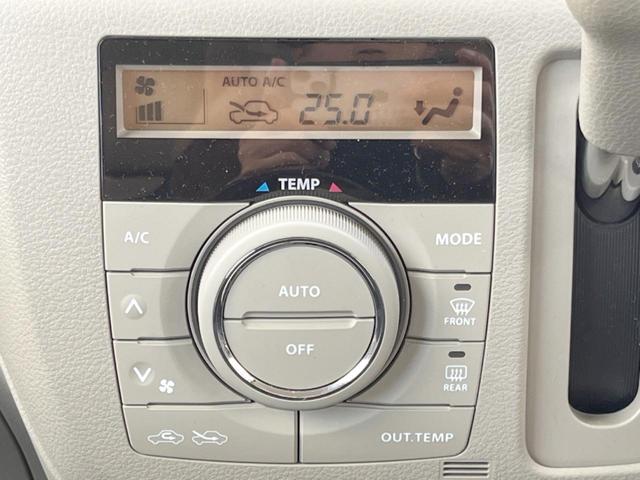 AUTO A/C
25.0
TEMP
A/C
MODE
AUTO
FRONT
OFF
REAR
OUT.TEMP